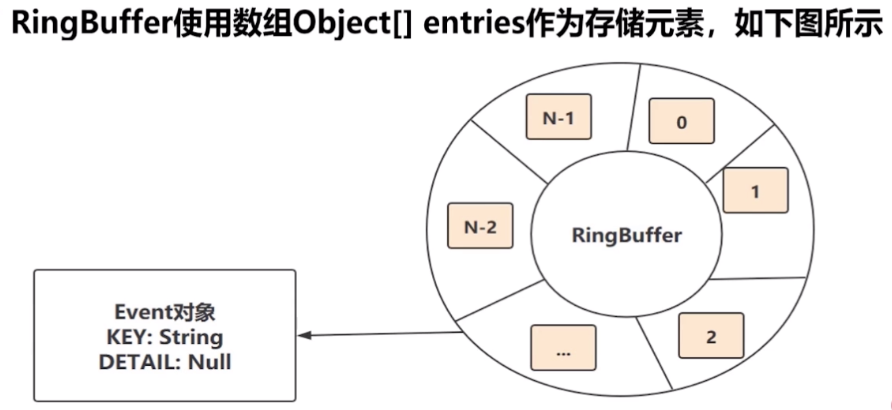 RingBuffer使用数组Object[] entries作为存储元素，如下图所示
N-1
0
1
N-2
RingBuffer
Event对象
KEY: String
DETAIL: Null
...
2